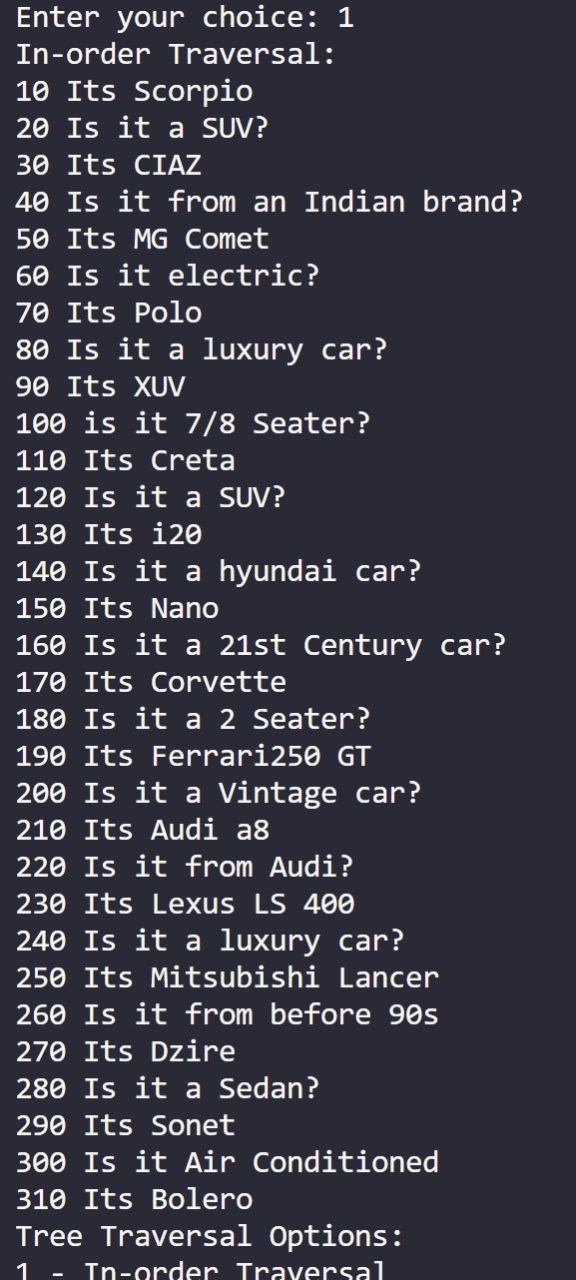 Enter your choice: 1
In-order Traversal:
10 Its Scorpio
20 Is it a SUV?
30 Its CIAZ
40 Is it from an Indian brand?
50 Its MG Comet
60 Is it electric?
70 Its Polo
80 Is it a luxury car?
90 Its XUV
100 is it 7/8 Seater?
110 Its Creta
120 Is it a SUV?
130 Its i20
140 Is it a hyundai car?
150 Its Nano
160 Is it a 21st Century car?
170 Its Corvette
180 Is it a 2 Seater?
190 Its Ferrari250 GT
200 Is it a Vintage car?
210 Its Audi a8
220 Is it from Audi?
230 Its Lexus LS 400
240 Is it a luxury car?
250 Its Mitsubishi Lancer
260 Is it from before 90s
270 Its Dzire
280 Is it a Sedan?
290 Its Sonet
300 Is it Air Conditioned
310 Its Bolero
Tree Traversal Options:
1 - In-order Traversal